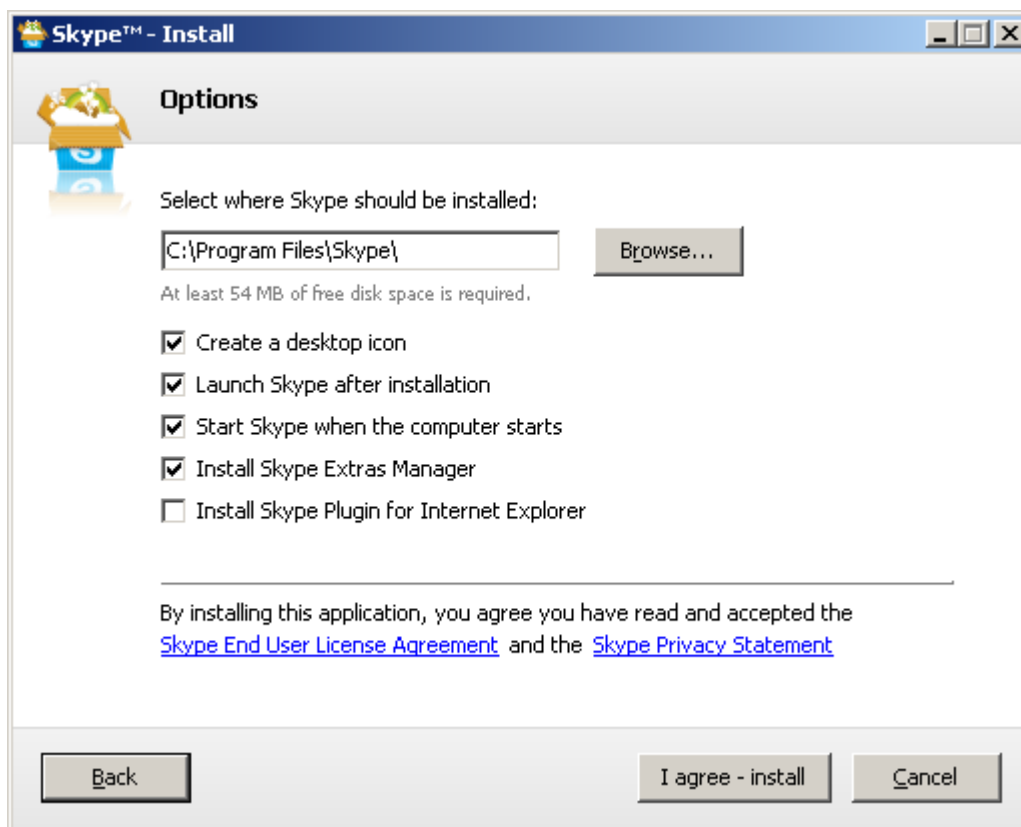 Skype™ - Install
Options
Select where Skype should be installed:
C:\Program Files\Skype\
Browse...
At least 54 MB of free disk space is required.
Create a desktop icon
Launch Skype after installation
Start Skype when the computer starts
Install Skype Extras Manager
Install Skype Plugin for Internet Explorer
By installing this application, you agree you have read and accepted the
Skype End User License Agreement and the Skype Privacy Statement
Back
I agree - install
Cancel